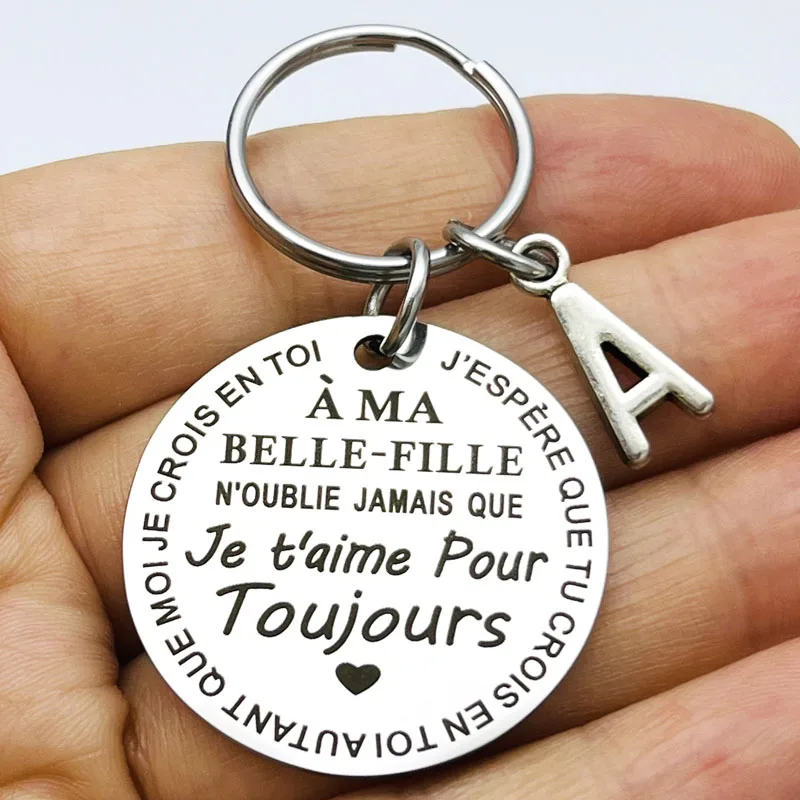 À MA
BELLE-FILLE
N'OUBLIE JAMAIS QUE
Je t'aime Pour
Toujours
J'ESPÈRE QUE TU CROIS EN TOI AUTANT QUE MOI JE CROIS EN TOI
A